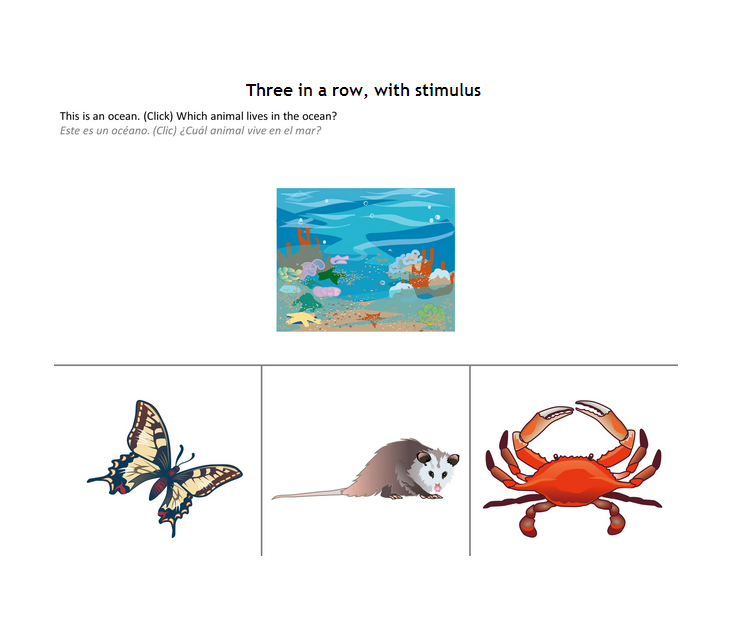 Three in a row, with stimulus
This is an ocean. (Click) Which animal lives in the ocean?
Este es un océano. (Clic) ¿Cuál animal vive en el mar?